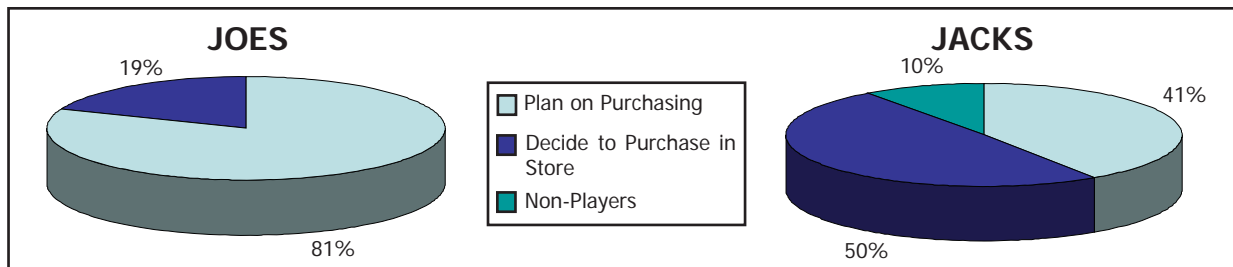 JOES
JACKS
19%
81%
Plan on Purchasing
Decide to Purchase in
Store
Non-Players
10%
41%
50%